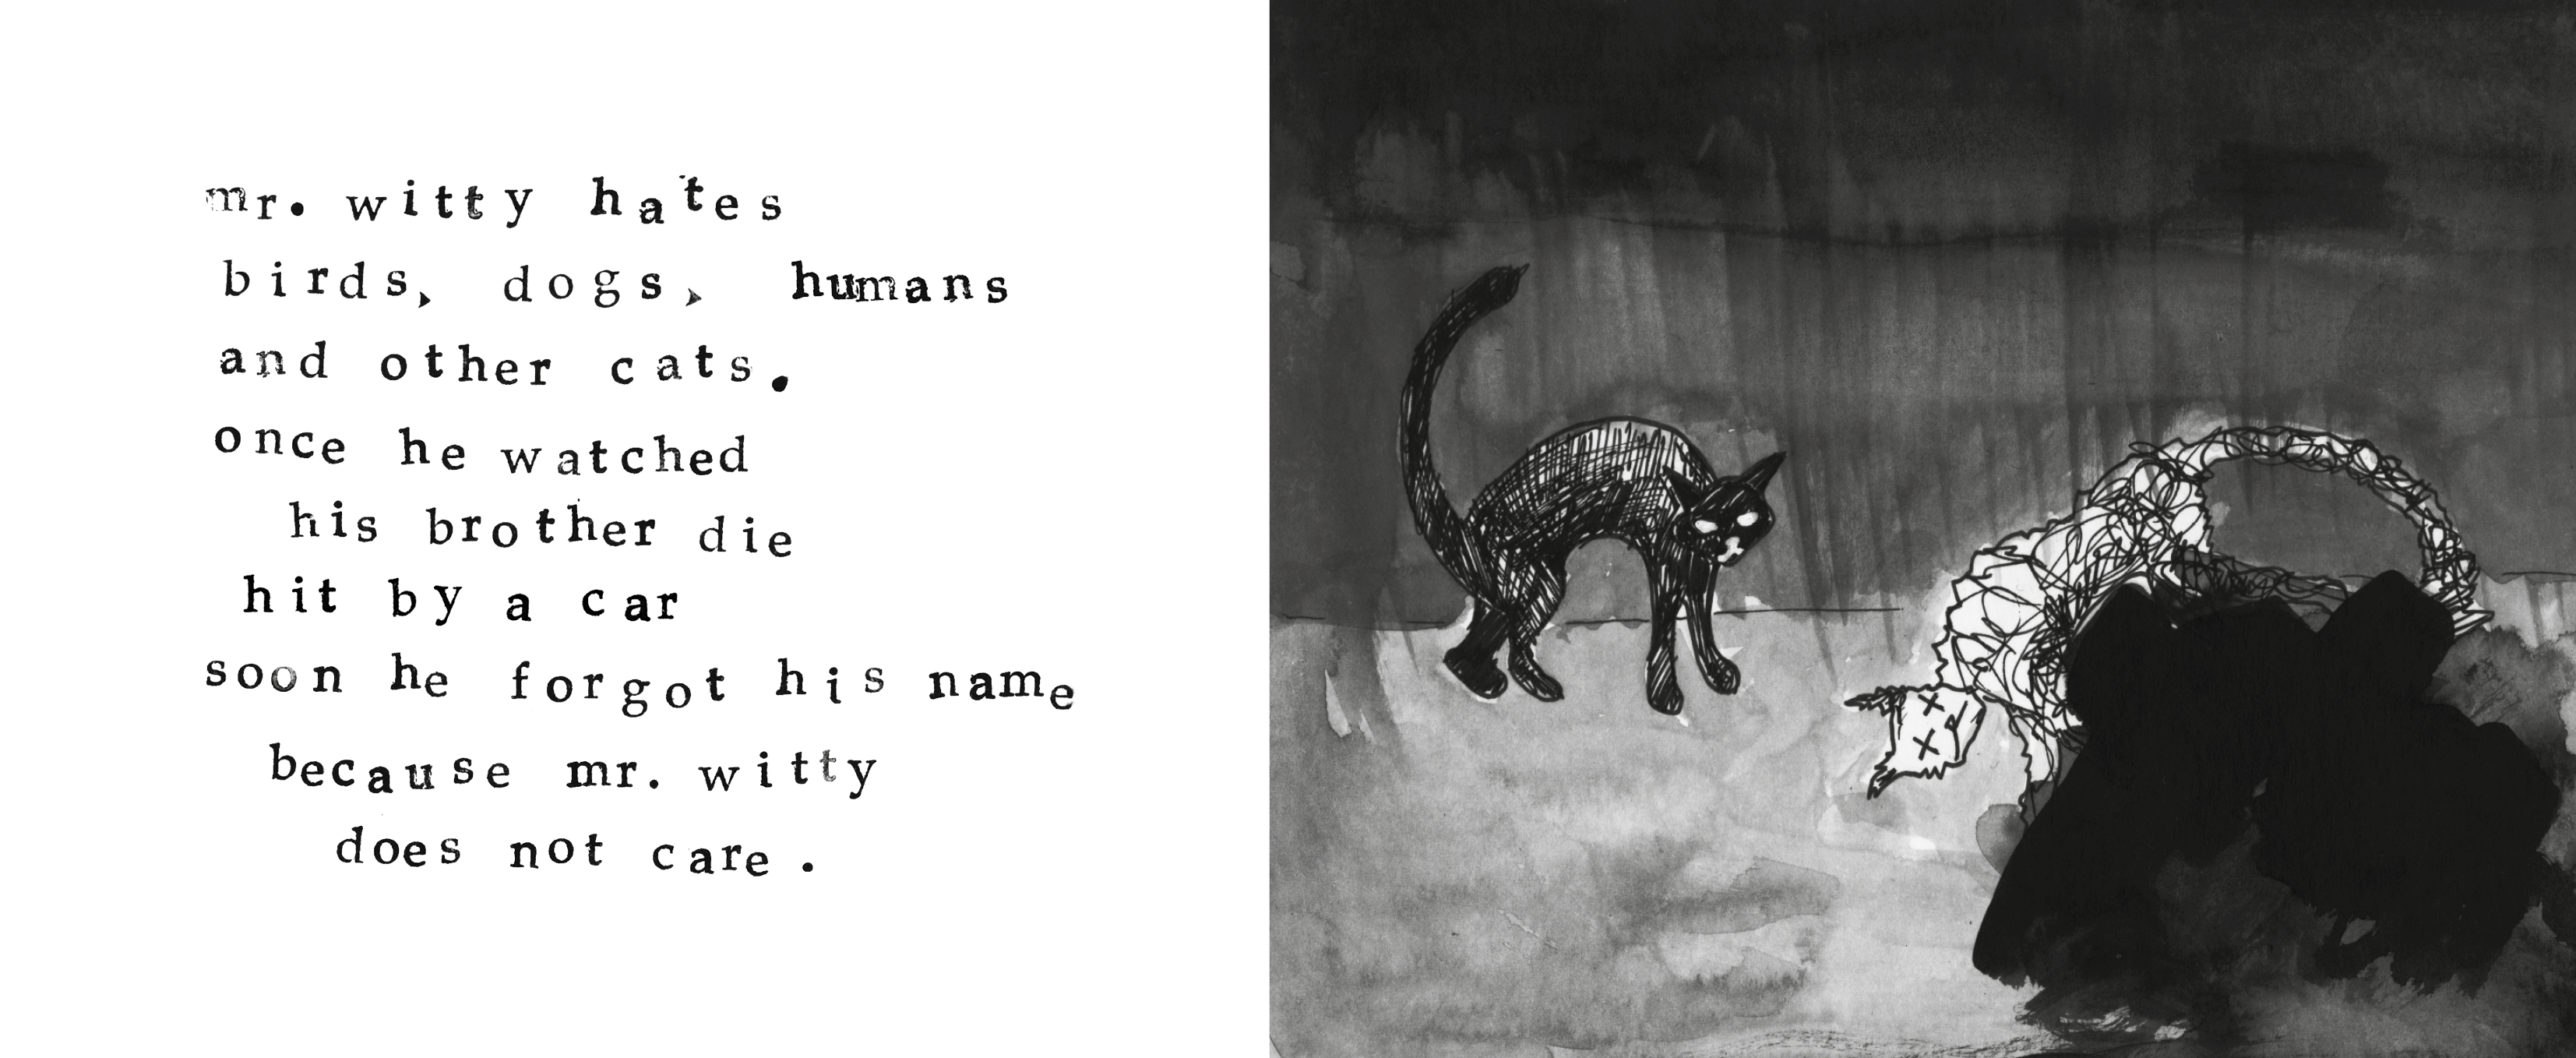 mr. witty hates
birds, dogs, humans
and other cats.
once he watched
his brother die
hit by a car
soon he forgot his name
because mr. witty
does not care.